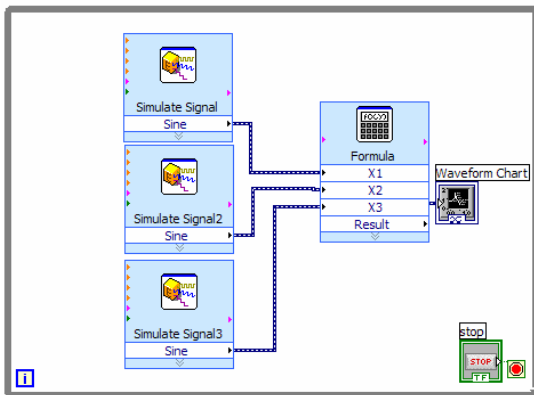 Simulate Signal
Sine
Simulate Signal2
Sine
Simulate Signal3
Sine
f(x,y)
Formula
X1
X2
X3
Result
Waveform Chart
stop
STOP
TF
i